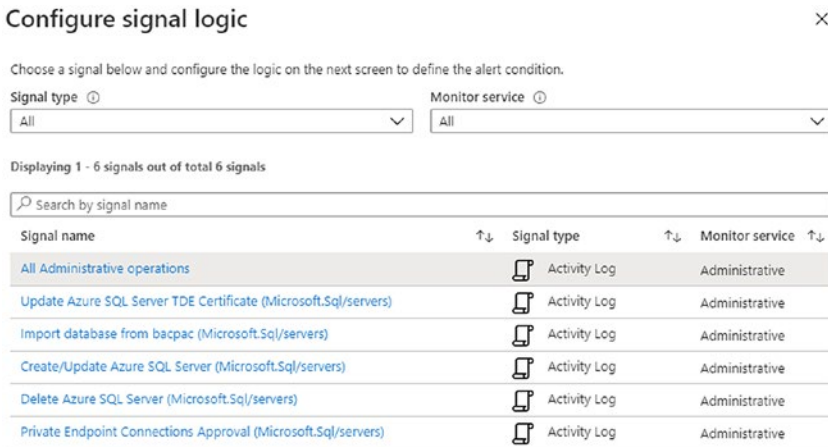 Configure signal logic
Choose a signal below and configure the logic on the next screen to define the alert condition.
Signal type
Monitor service
All
All
Displaying 1 - 6 signals out of total 6 signals
Search by signal name
Signal name
Signal type
Monitor service
All Administrative operations Activity Log Administrative
Update Azure SQL Server TDE Certificate (Microsoft.Sql/servers) Activity Log Administrative
Import database from bacpac (Microsoft.Sql/servers) Activity Log Administrative
Create/Update Azure SQL Server (Microsoft.Sql/servers) Activity Log Administrative
Delete Azure SQL Server (Microsoft.Sql/servers) Activity Log Administrative
Private Endpoint Connections Approval (Microsoft.Sql/servers) Activity Log Administrative